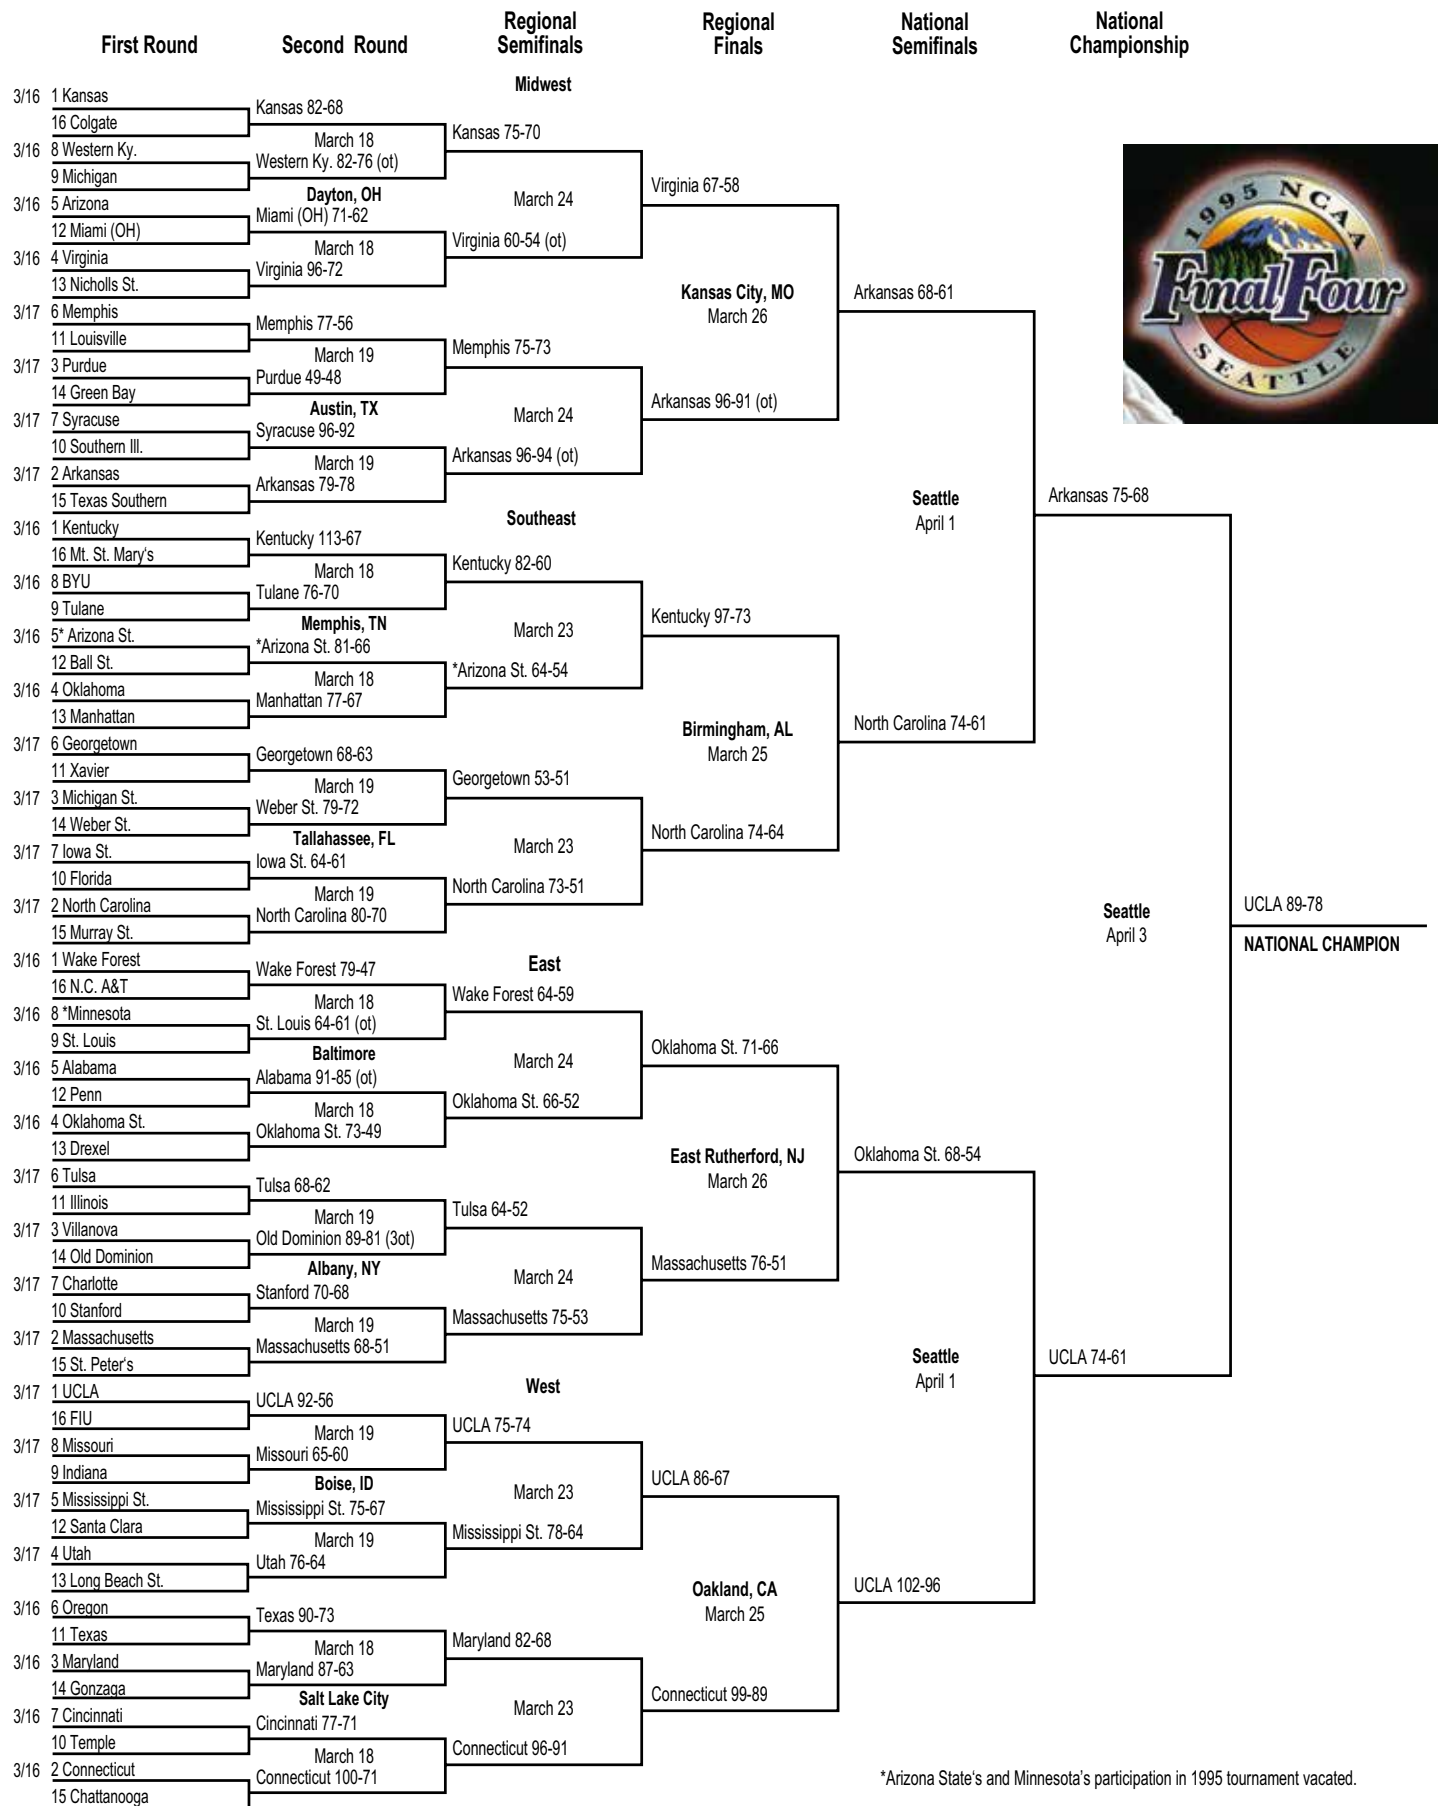 Regional
Semifinals
Regional
Finals
National
Semifinals
National
Championship
First Round
Second Round
Midwest
3/16 1 Kansas
16 Colgate
3/16 8 Western Ky.
9 Michigan
3/16 5 Arizona
12 Miami (OH)
3/16 4 Virginia
13 Nicholls St.
3/17 6 Memphis
11 Louisville
3/17 3 Purdue
14 Green Bay
3/17 7 Syracuse
10 Southern Ill.
3/17 2 Arkansas
15 Texas Southern
3/16 1 Kentucky
16 Mt. St. Mary's
3/16 8 BYU
9 Tulane
3/16 5* Arizona St.
12 Ball St.
3/16 4 Oklahoma
13 Manhattan
3/17 6 Georgetown
11 Xavier
3/17 3 Michigan St.
14 Weber St.
3/17 7 Iowa St.
10 Florida
3/17 2 North Carolina
15 Murray St.
3/16 1 Wake Forest
16 N.C. A&T
3/16 8 *Minnesota
9 St. Louis
3/16 5 Alabama
12 Penn
3/16 4 Oklahoma St.
13 Drexel
3/17 6 Tulsa
11 Illinois
3/17 3 Villanova
14 Old Dominion
3/17 7 Charlotte
10 Stanford
3/17 2 Massachusetts
15 St. Peter's
3/17 1 UCLA
16 FIU
3/17 8 Missouri
9 Indiana
3/17 5 Mississippi St.
12 Santa Clara
3/17 4 Utah
13 Long Beach St.
3/16 6 Oregon
11 Texas
3/16 3 Maryland
14 Gonzaga
3/16 7 Cincinnati
10 Temple
3/16 2 Connecticut
15 Chattanooga
Kansas 82-68
March 18
Western Ky. 82-76 (ot)
Dayton, OH
Miami (OH) 71-62
March 18
Virginia 96-72
Memphis 77-56
March 19
Purdue 49-48
Austin, TX
Syracuse 96-92
March 19
Arkansas 79-78
Kentucky 113-67
March 18
Tulane 76-70
Memphis, TN
*Arizona St. 81-66
March 18
Manhattan 77-67
Georgetown 68-63
March 19
Weber St. 79-72
Tallahassee, FL
Iowa St. 64-61
March 19
North Carolina 80-70
Wake Forest 79-47
March 18
St. Louis 64-61 (ot)
Baltimore
Alabama 91-85 (ot)
March 18
Oklahoma St. 73-49
Tulsa 68-62
March 19
Old Dominion 89-81 (3ot)
Albany, NY
Stanford 70-68
March 19
Massachusetts 68-51
UCLA 92-56
March 19
Missouri 65-60
Boise, ID
Mississippi St. 75-67
March 19
Utah 76-64
Texas 90-73
March 18
Maryland 87-63
Salt Lake City
Cincinnati 77-71
March 18
Connecticut 100-71
Kansas 75-70
March 24
Virginia 60-54 (ot)
Memphis 75-73
March 24
Arkansas 96-94 (ot)
Southeast
Kentucky 82-60
March 23
*Arizona St. 64-54
Georgetown 53-51
March 23
North Carolina 73-51
East
Wake Forest 64-59
March 24
Oklahoma St. 66-52
Tulsa 64-52
March 24
Massachusetts 75-53
West
UCLA 75-74
March 23
Mississippi St. 78-64
Maryland 82-68
March 23
Connecticut 96-91
Virginia 67-58
Kansas City, MO
March 26
Arkansas 96-91 (ot)
Kentucky 97-73
Birmingham, AL
March 25
North Carolina 74-64
Oklahoma St. 71-66
East Rutherford, NJ
March 26
Massachusetts 76-51
UCLA 86-67
Oakland, CA
March 25
Connecticut 99-89
Arkansas 68-61
Seattle
April 1
North Carolina 74-61
Oklahoma St. 68-54
Seattle
April 1
UCLA 102-96
Arkansas 75-68
Seattle
April 3
UCLA 74-61
UCLA 89-78
NATIONAL CHAMPION
1995 NCAA
Final Four
SEATTLE
*Arizona State's and Minnesota's participation in 1995 tournament vacated.